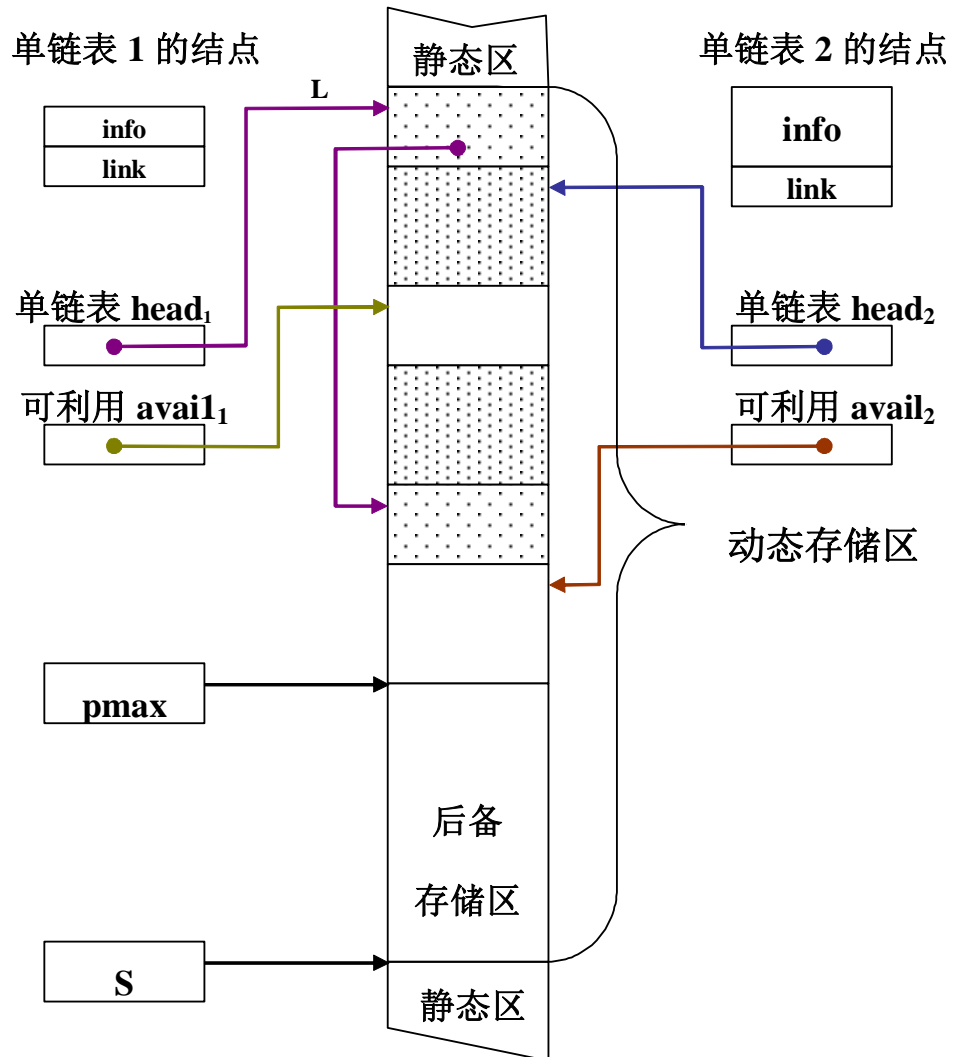 单链表 1 的结点
静态区
单链表 2 的结点
L
info
link
info
link
单链表 head₁
单链表 head₂
可利用 avai1₁
可利用 avail₂
动态存储区
pmax
后备
存储区
S
静态区